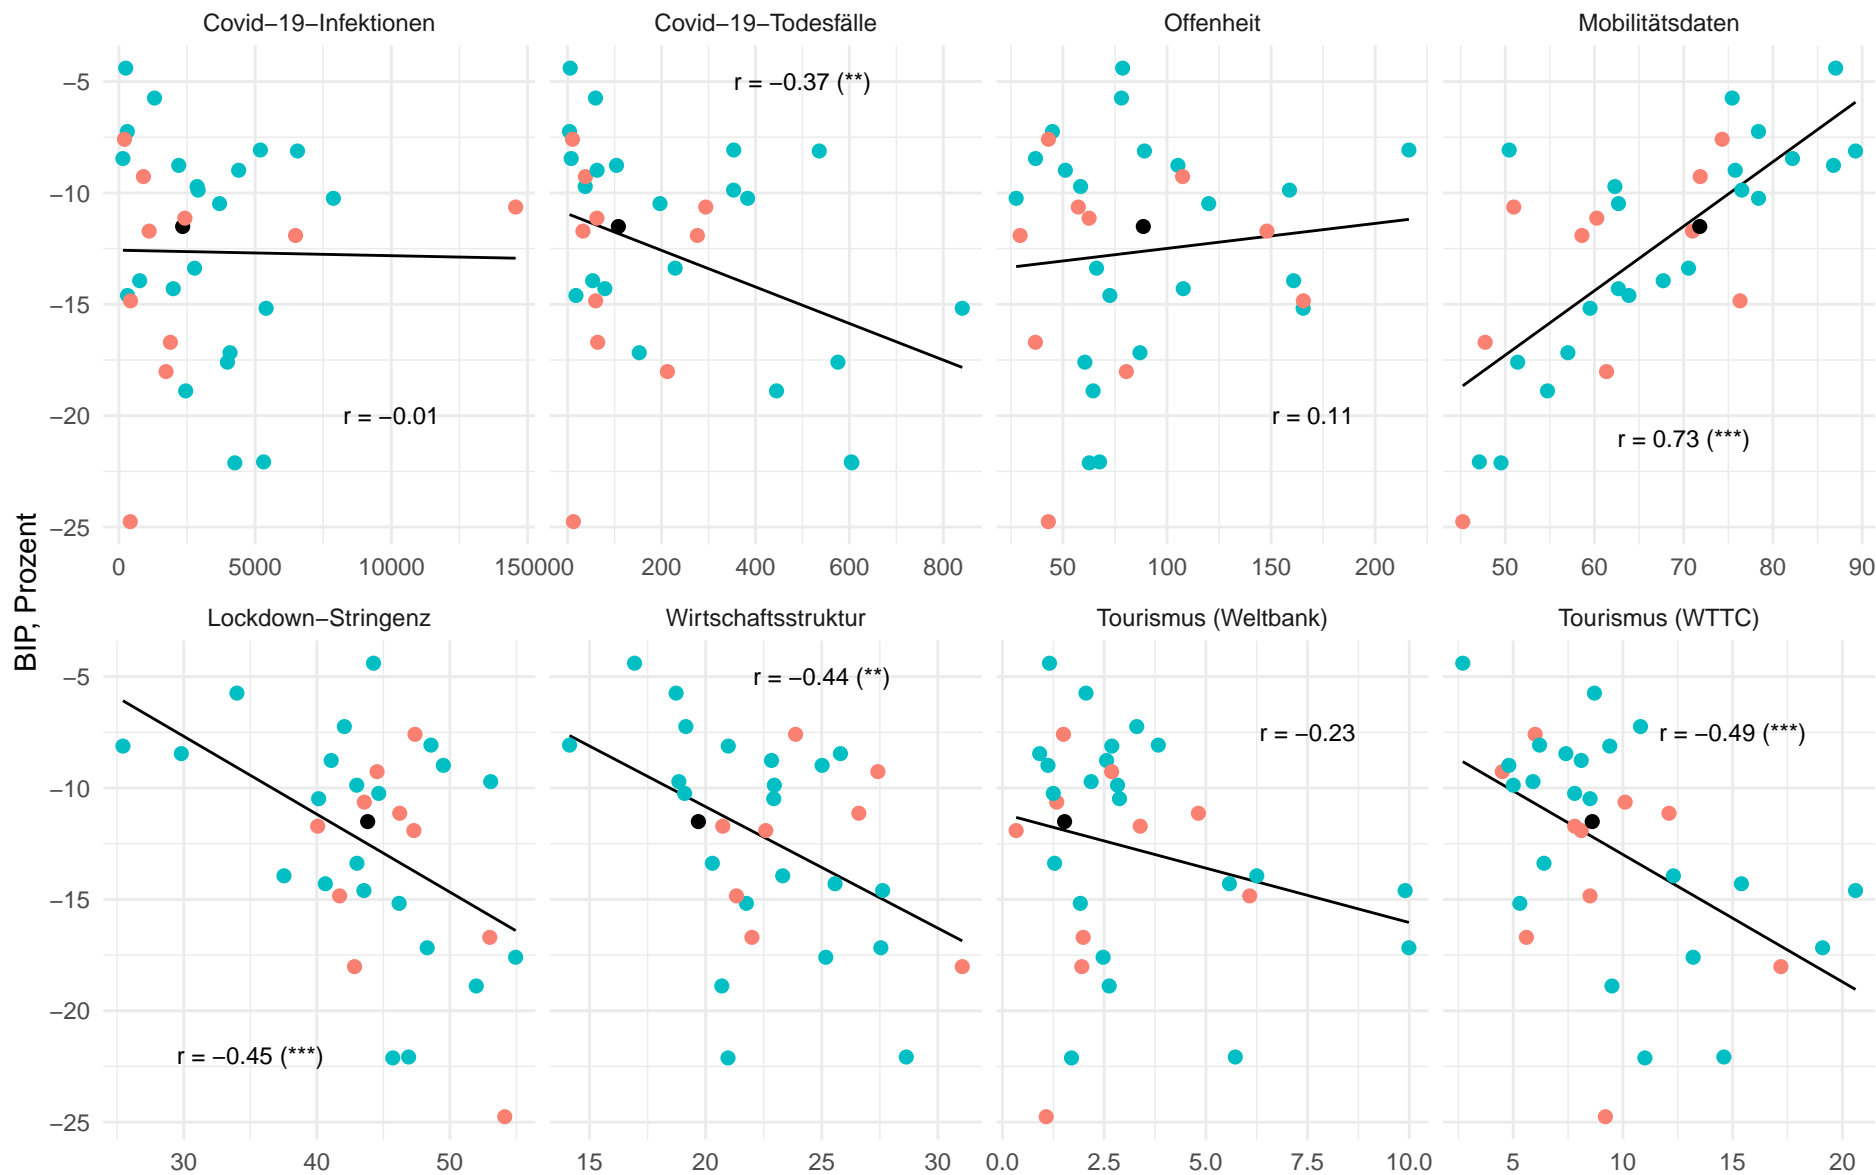 Covid−19−Infektionen Covid−19−Todesfälle Offenheit Mobilitätsdaten
−5
−10
−15
−20
−25
r = −0.01
r = −0.37 (**)
r = 0.11
r = 0.73 (***)
0 5000 10000 15000
0 200 400 600 800
50 100 150 200
50 60 70 80 90
BIP, Prozent
Lockdown−Stringenz Wirtschaftsstruktur Tourismus (Weltbank) Tourismus (WTTC)
−5
−10
−15
−20
−25
r = −0.45 (***)
r = −0.44 (**)
r = −0.23
r = −0.49 (***)
30 40 50
15 20 25 30
0.0 2.5 5.0 7.5 10.0
5 10 15 20